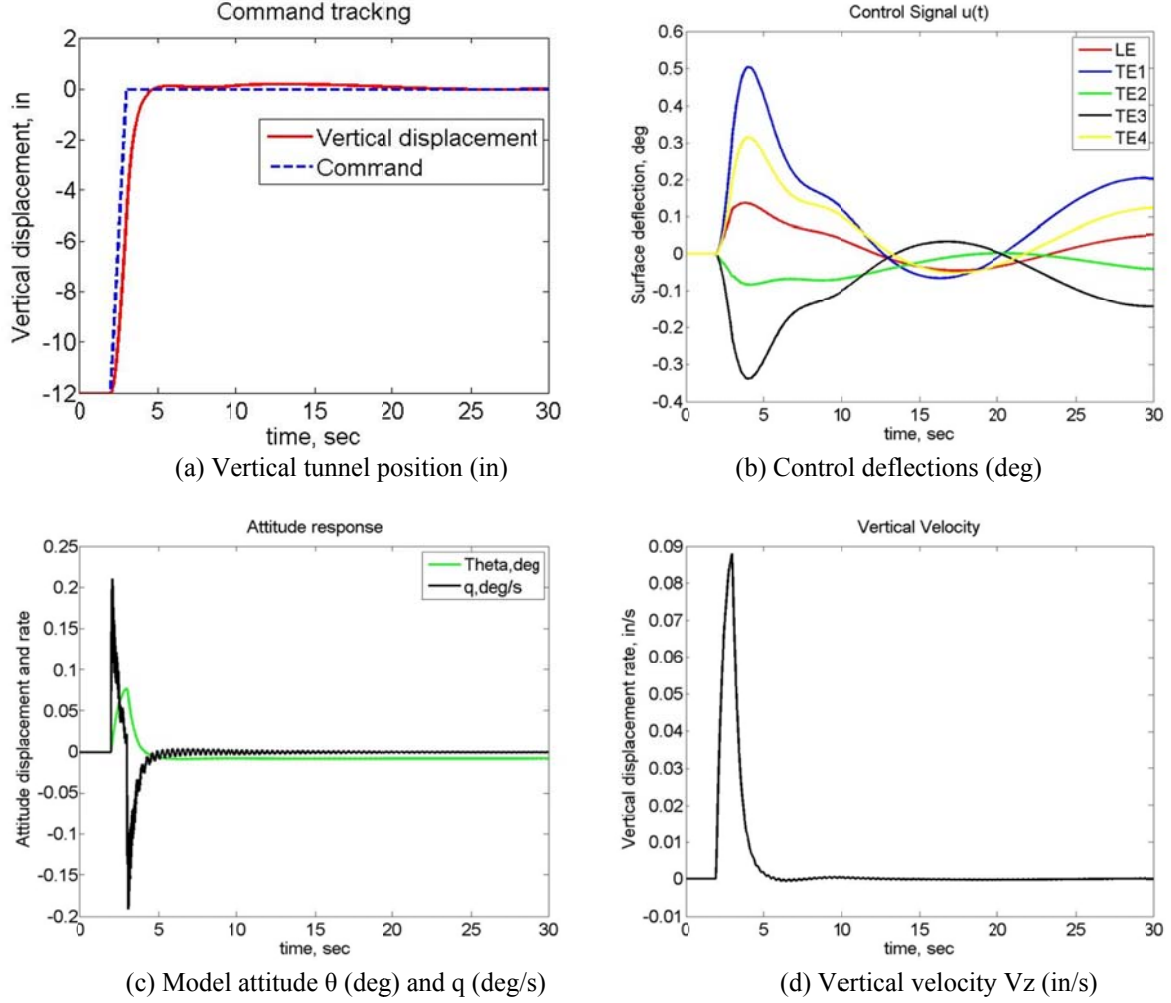 Command tracking
Vertical displacement, in
2
0
-2
-4
-6
-8
-10
-12
Vertical displacement
Command
0 5 10 15 20 25 30
time, sec
(a) Vertical tunnel position (in)
Control Signal u(t)
Surface deflection, deg
0.6
0.5
0.4
0.3
0.2
0.1
0
-0.1
-0.2
-0.3
-0.4
LE
TE1
TE2
TE3
TE4
0 5 10 15 20 25 30
time, sec
(b) Control deflections (deg)
Attitude response
Attitude displacement and rate
0.25
0.2
0.15
0.1
0.05
0
-0.05
-0.1
-0.15
-0.2
Theta,deg
q,deg/s
0 5 10 15 20 25 30
time, sec
(c) Model attitude θ (deg) and q (deg/s)
Vertical Velocity
Vertical displacement rate, in/s
0.09
0.08
0.07
0.06
0.05
0.04
0.03
0.02
0.01
0
-0.01
0 5 10 15 20 25 30
time, sec
(d) Vertical velocity Vz (in/s)